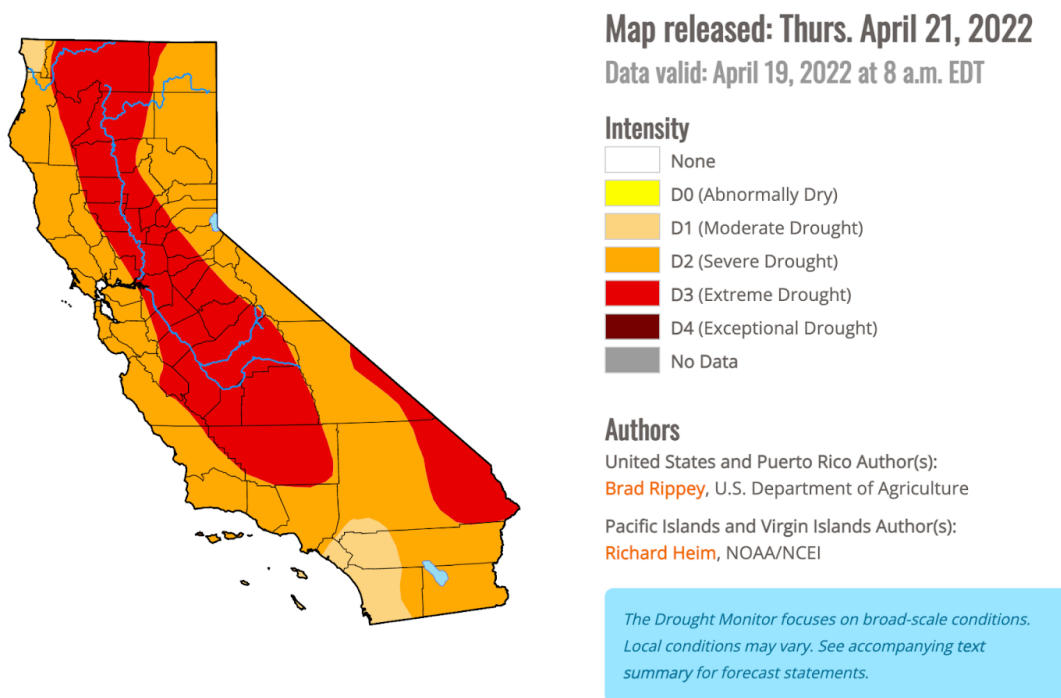 Map released: Thurs. April 21, 2022
Data valid: April 19, 2022 at 8 a.m. EDT
Intensity
None
D0 (Abnormally Dry)
D1 (Moderate Drought)
D2 (Severe Drought)
D3 (Extreme Drought)
D4 (Exceptional Drought)
No Data
Authors
United States and Puerto Rico Author(s):
Brad Rippey, U.S. Department of Agriculture
Pacific Islands and Virgin Islands Author(s):
Richard Heim, NOAA/NCEI
The Drought Monitor focuses on broad-scale conditions.
Local conditions may vary. See accompanying text
summary for forecast statements.